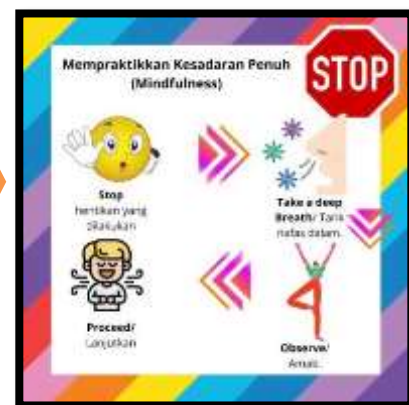 Mempraktikkan Kesadaran Penuh
(Mindfulness)
STOP
Stop
hentikan yang
dilakukan
Take a deep
Breath/ Tarik
nafas dalam.
Proceed/
Lanjutkan
Observe/
Amati.